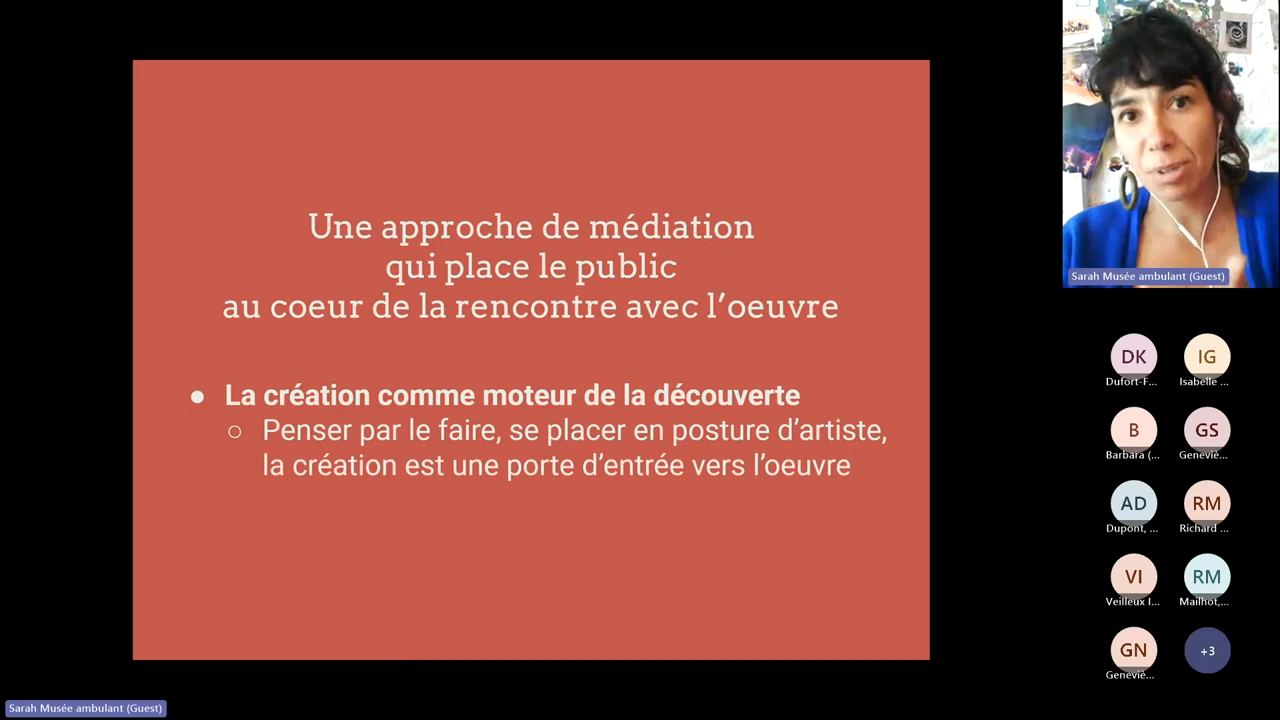 Une approche de médiation
qui place le public
au coeur de la rencontre avec l’oeuvre
● La création comme moteur de la découverte
○ Penser par le faire, se placer en posture d’artiste,
la création est une porte d’entrée vers l’oeuvre
Sarah Musée ambulant (Guest)
DK
IG
Dufort-F...
Isabelle ...
B
GS
Barbara (...
Genevièv...
AD
RM
Dupont, ...
Richard ...
VI
RM
Veilleux I...
Mailhot,...
GN
+3
Genevièv...
Sarah Musée ambulant (Guest)